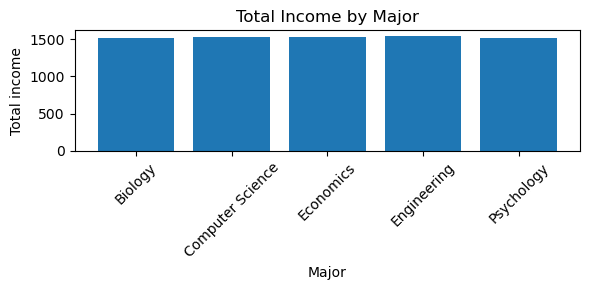 Total Income by Major
Total income
1500
1000
500
0
Biology
Computer Science
Economics
Engineering
Psychology
Major